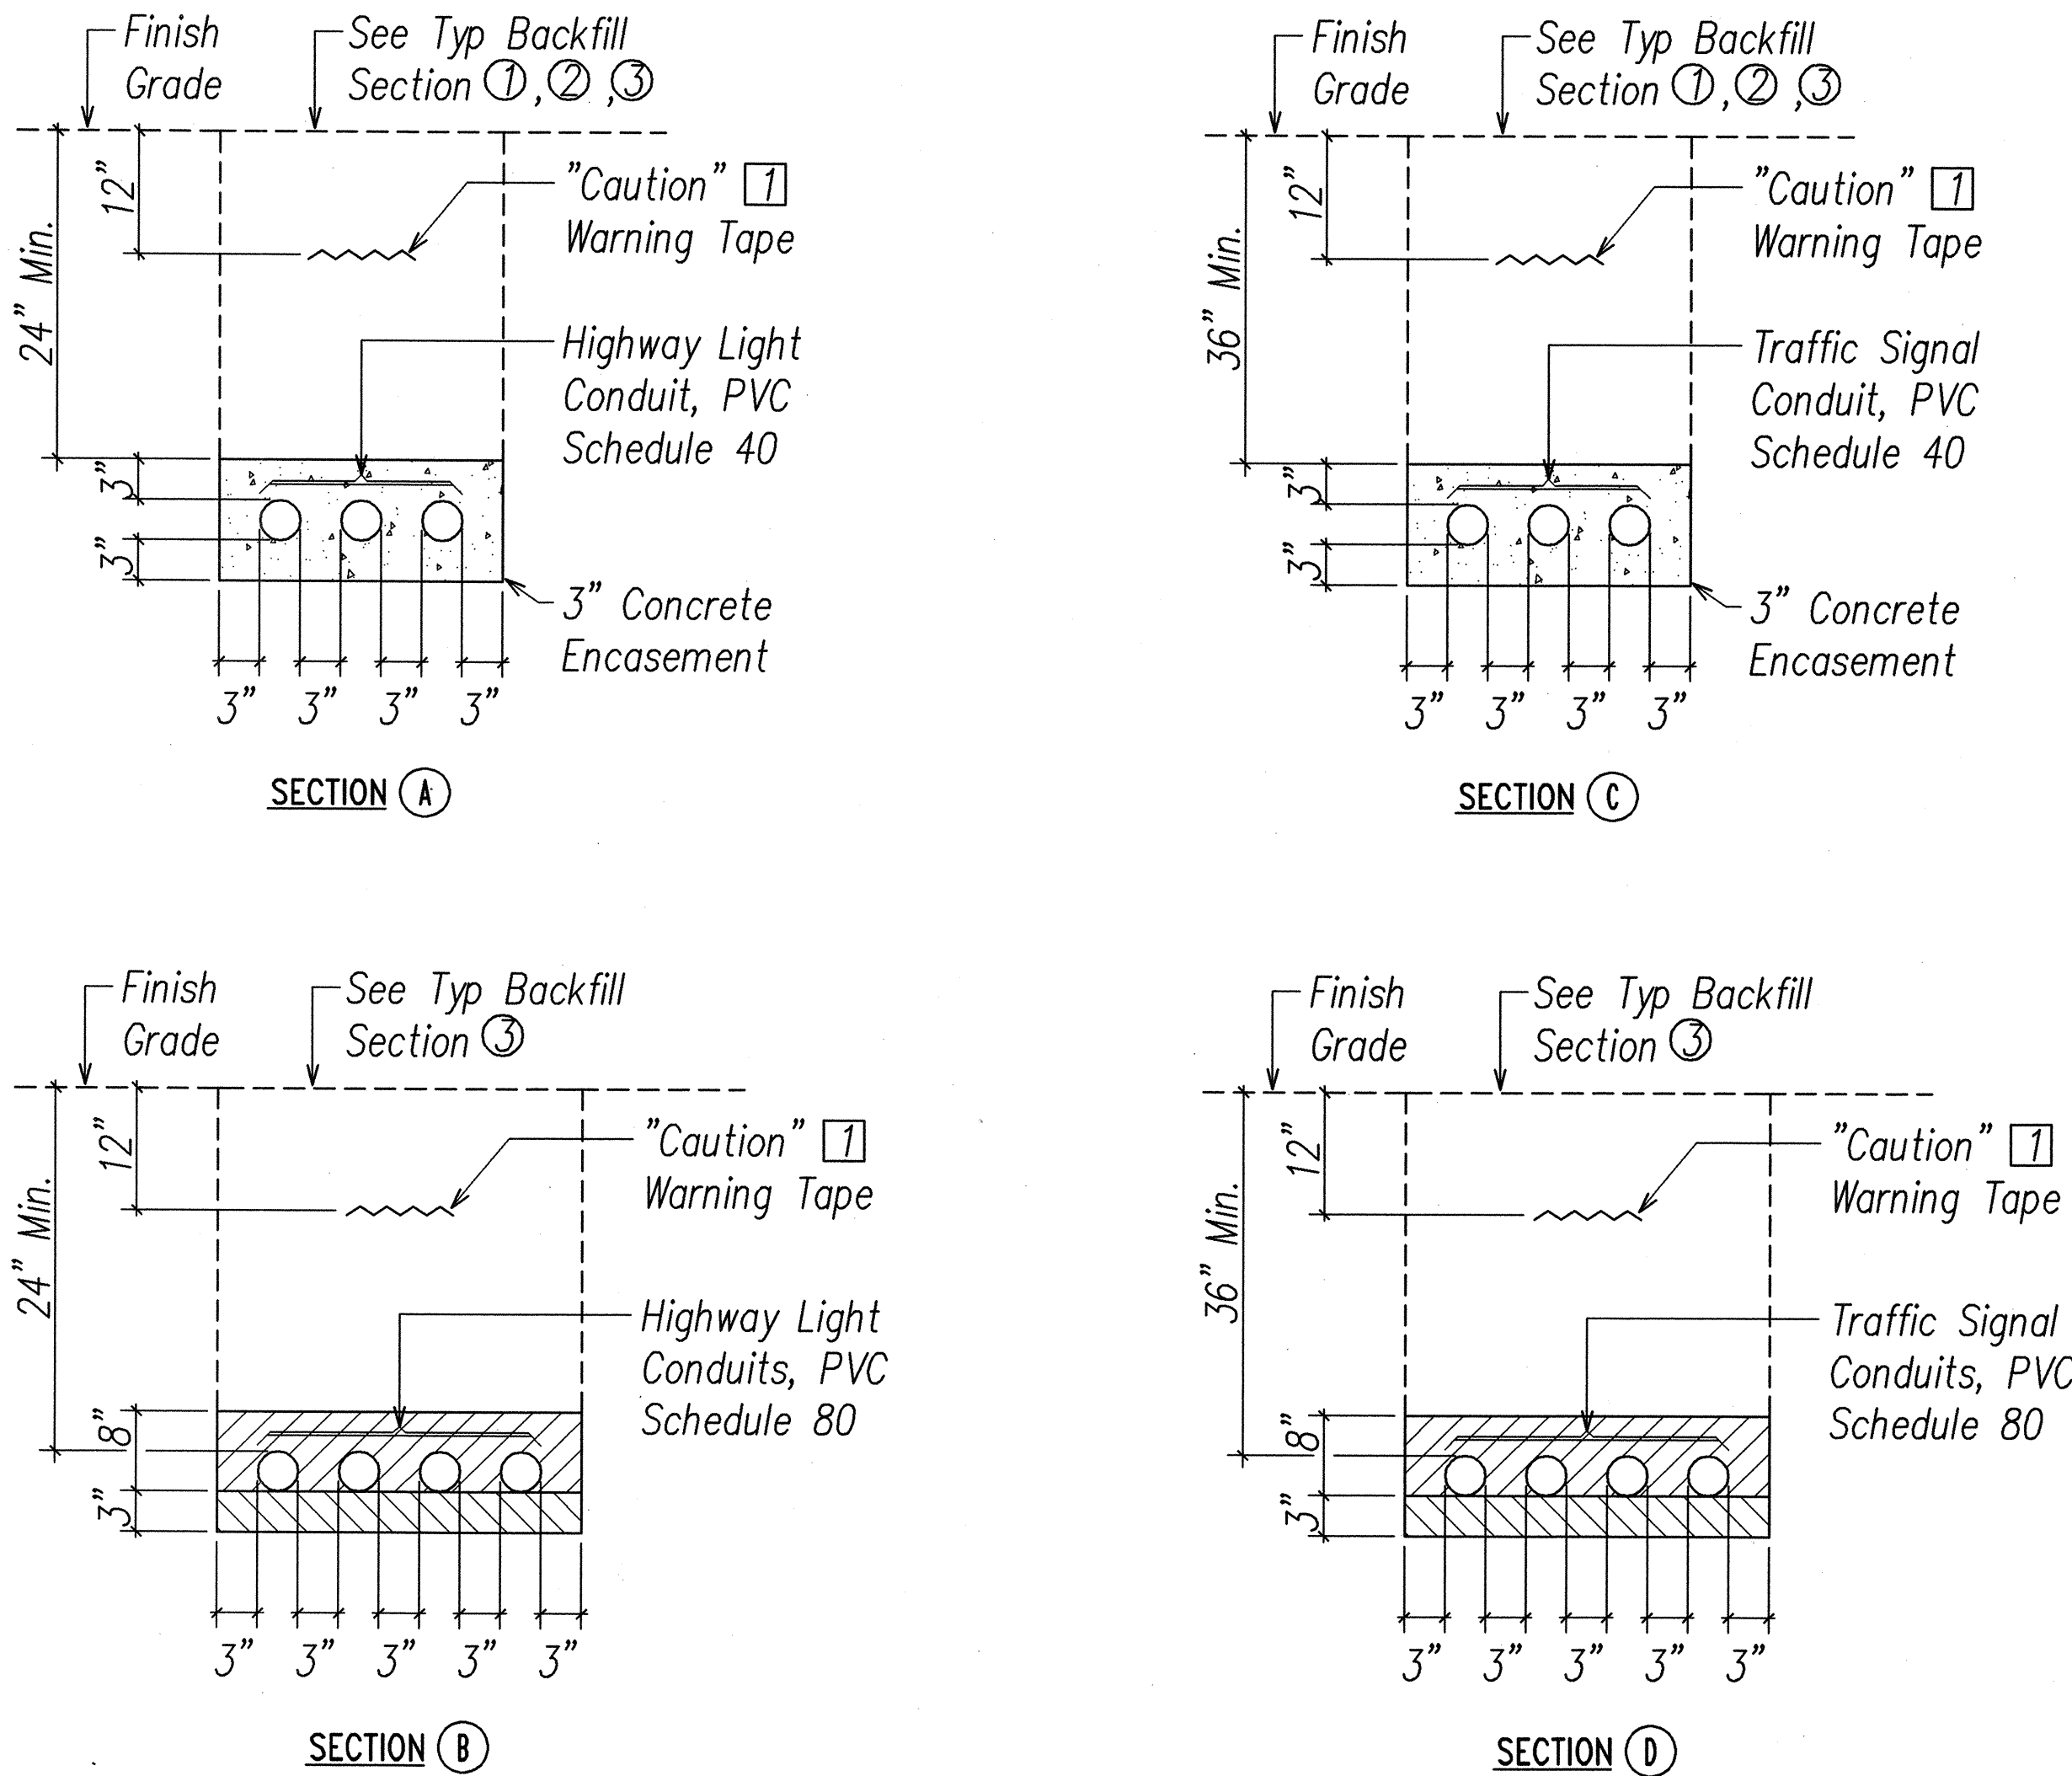 Finish
Grade
See Typ Backfill
Section ①, ② ,③
12"
24" Min.
"Caution" 1
Warning Tape
Highway Light
Conduit, PVC
Schedule 40
3"
3"
3" Concrete
Encasement
3" 3" 3" 3"
SECTION A
Finish
Grade
See Typ Backfill
Section ①, ② ,③
12"
36" Min.
"Caution" 1
Warning Tape
Traffic Signal
Conduit, PVC
Schedule 40
3"
3"
3" Concrete
Encasement
3" 3" 3" 3"
SECTION C
Finish
Grade
See Typ Backfill
Section ③
12"
24" Min.
"Caution" 1
Warning Tape
Highway Light
Conduits, PVC
Schedule 80
8"
3"
3" 3" 3" 3" 3"
SECTION B
Finish
Grade
See Typ Backfill
Section ③
12"
36" Min.
"Caution" 1
Warning Tape
Traffic Signal
Conduits, PVC
Schedule 80
8"
3"
3" 3" 3" 3" 3"
SECTION D